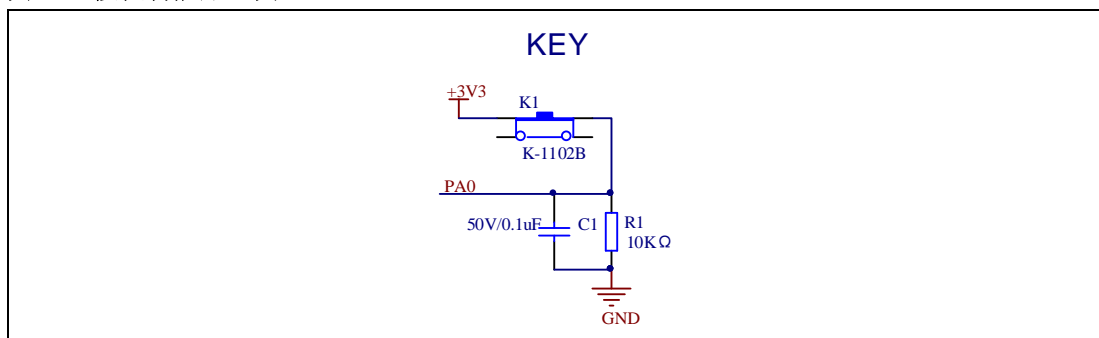 KEY
+3V3
K1
K-1102B
PA0
50V/0.1uF
C1
R1
10KΩ
GND